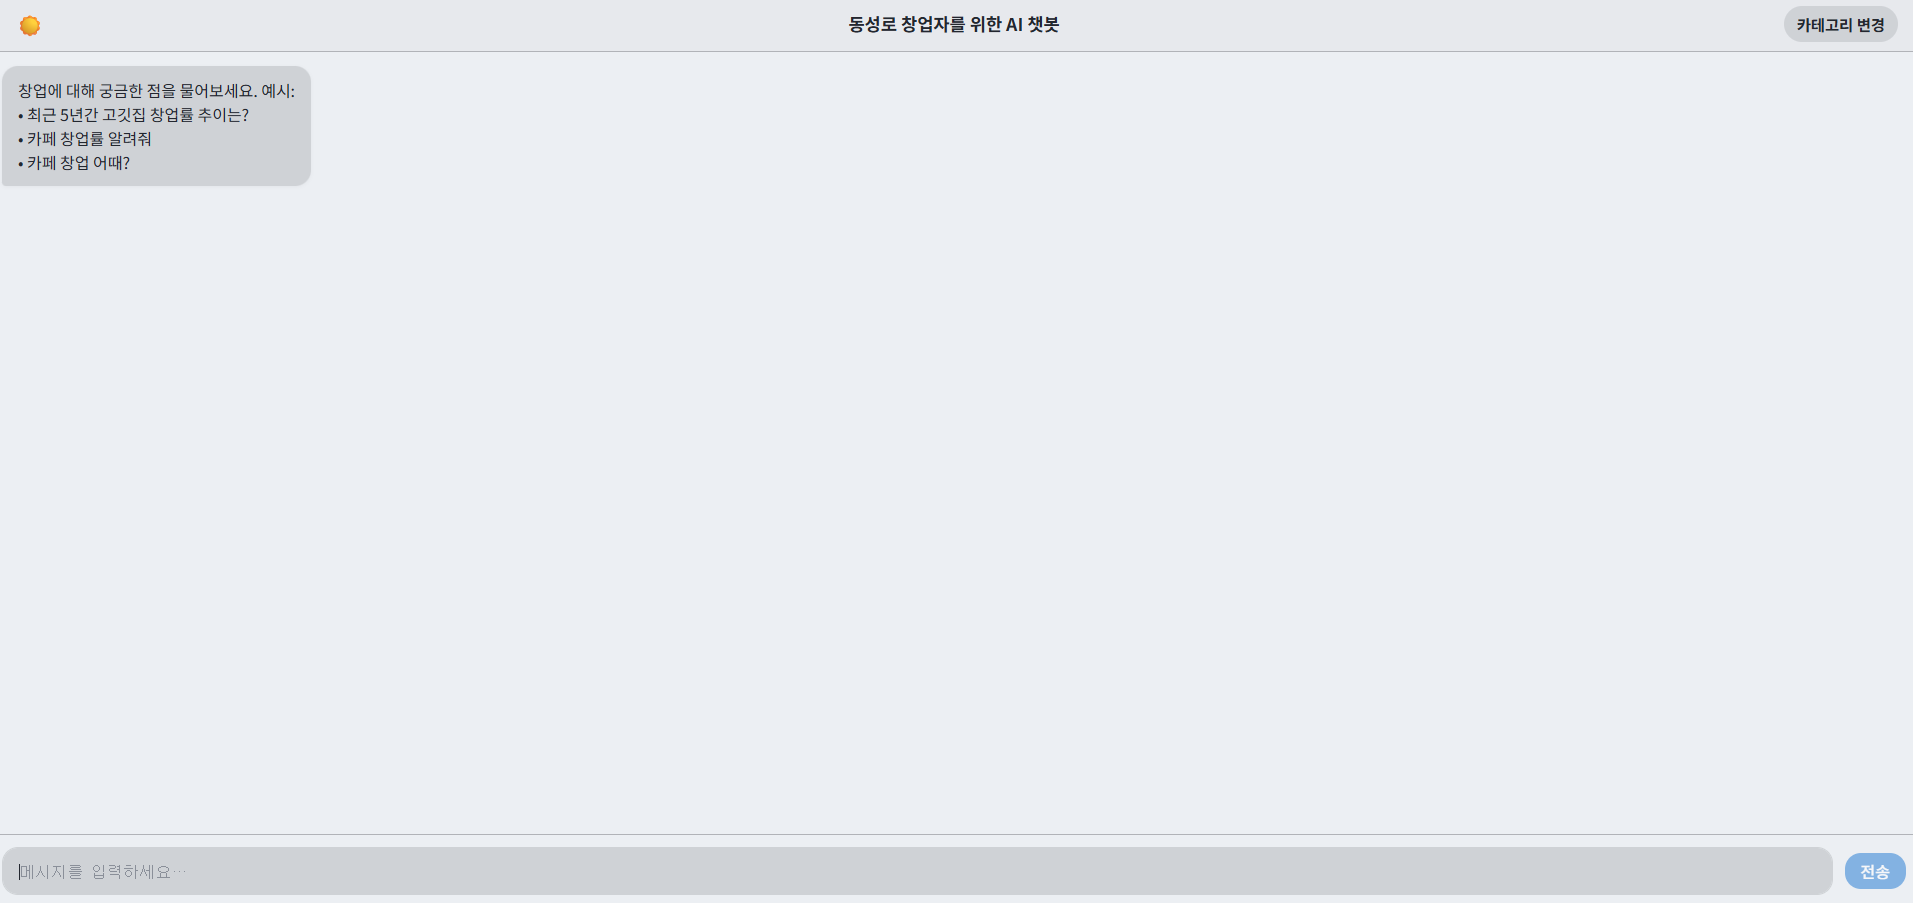 동성로 창업자를 위한 AI 챗봇
카테고리 변경
창업에 대해 궁금한 점을 물어보세요. 예시:
• 최근 5년간 고깃집 창업률 추이는?
• 카페 창업률 알려줘
• 카페 창업 어때?
메시지를 입력하세요…
전송